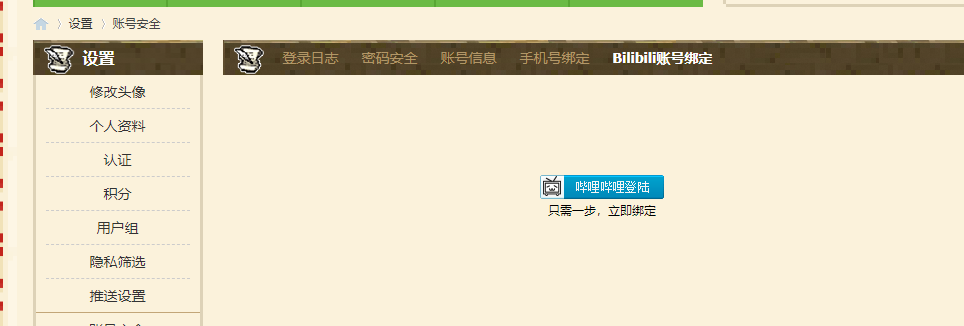 设置 账号安全
设置
登录日志 密码安全 账号信息 手机号绑定 Bilibili账号绑定
修改头像
个人资料
认证
积分
用户组
隐私筛选
推送设置
哔哩哔哩登陆
只需一步，立即绑定